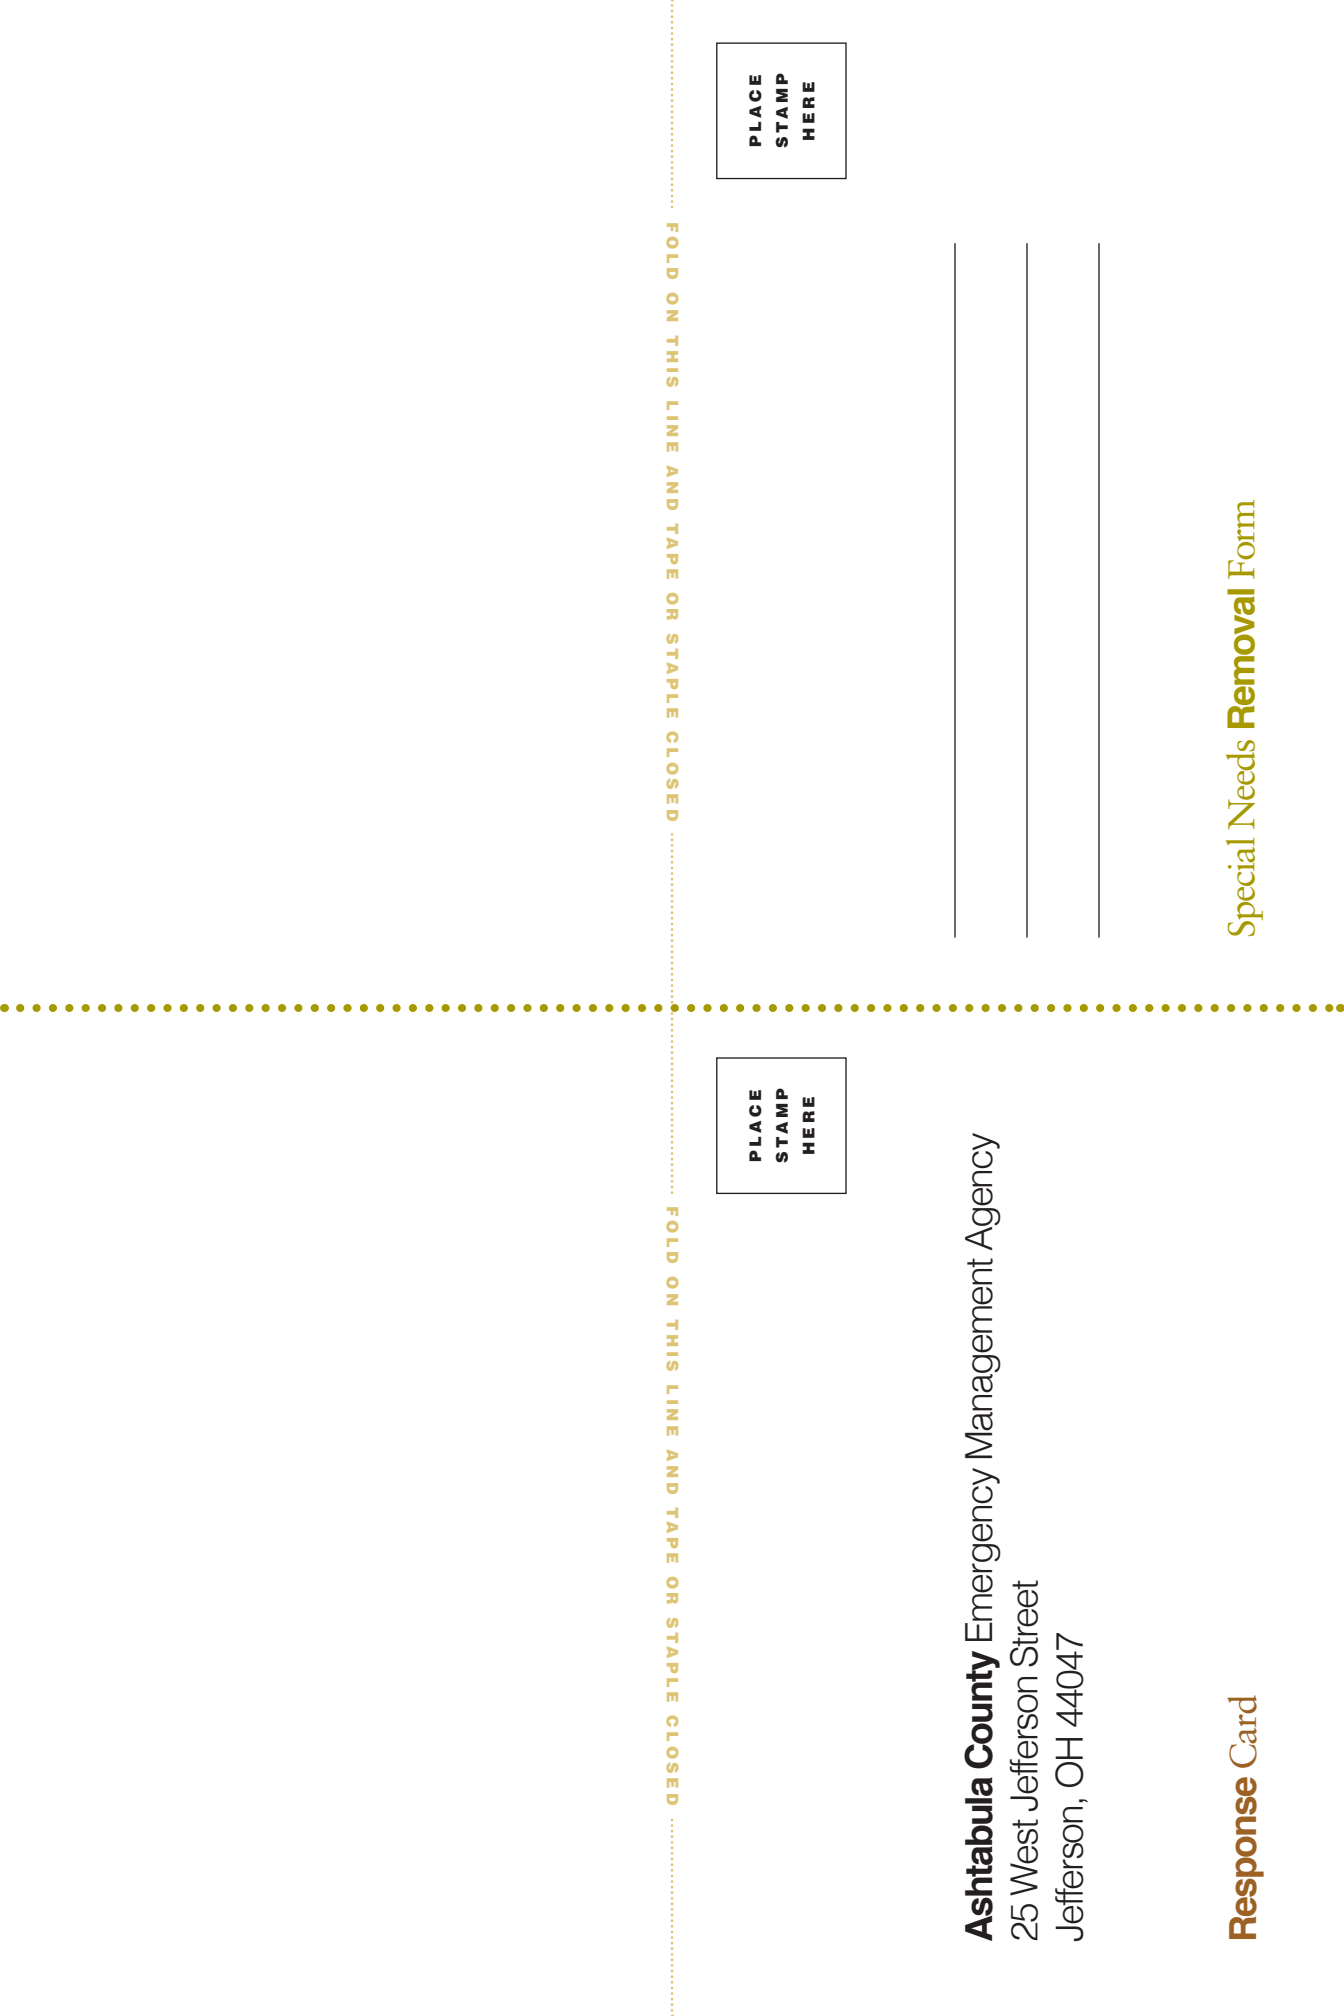 PLACE
STAMP
HERE
FOLD ON THIS LINE AND TAPE OR STAPLE CLOSED
Special Needs Removal Form
PLACE
STAMP
HERE
FOLD ON THIS LINE AND TAPE OR STAPLE CLOSED
Ashtabula County Emergency Management Agency
25 West Jefferson Street
Jefferson, OH 44047
Response Card